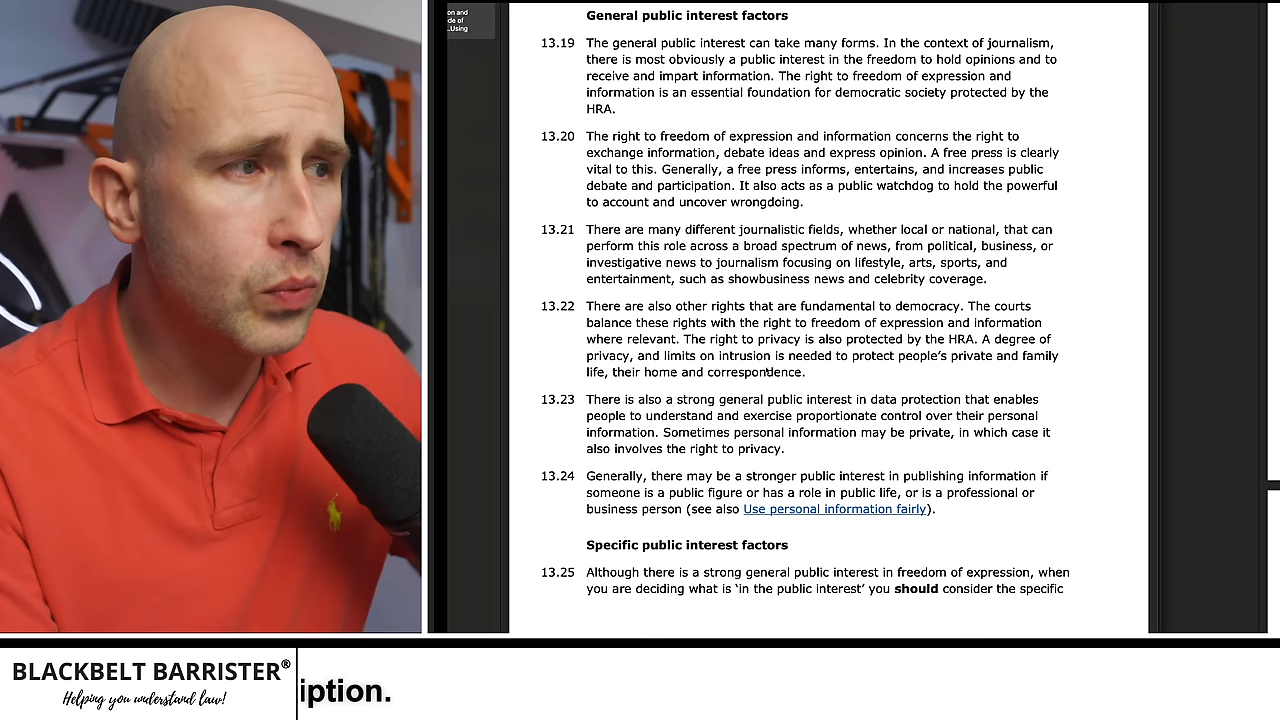 on and
de of
...Using
General public interest factors
13.19 The general public interest can take many forms. In the context of journalism,
there is most obviously a public interest in the freedom to hold opinions and to
receive and impart information. The right to freedom of expression and
information is an essential foundation for democratic society protected by the
HRA.
13.20 The right to freedom of expression and information concerns the right to
exchange information, debate ideas and express opinion. A free press is clearly
vital to this. Generally, a free press informs, entertains, and increases public
debate and participation. It also acts as a public watchdog to hold the powerful
to account and uncover wrongdoing.
13.21 There are many different journalistic fields, whether local or national, that can
perform this role across a broad spectrum of news, from political, business, or
investigative news to journalism focusing on lifestyle, arts, sports, and
entertainment, such as showbusiness news and celebrity coverage.
13.22 There are also other rights that are fundamental to democracy. The courts
balance these rights with the right to freedom of expression and information
where relevant. The right to privacy is also protected by the HRA. A degree of
privacy, and limits on intrusion is needed to protect people's private and family
life, their home and correspondence.
13.23 There is also a strong general public interest in data protection that enables
people to understand and exercise proportionate control over their personal
information. Sometimes personal information may be private, in which case it
also involves the right to privacy.
13.24 Generally, there may be a stronger public interest in publishing information if
someone is a public figure or has a role in public life, or is a professional or
business person (see also Use personal information fairly).
Specific public interest factors
13.25 Although there is a strong general public interest in freedom of expression, when
you are deciding what is 'in the public interest' you should consider the specific
BLACKBELT BARRISTER®
Helping you understand law!
iption.